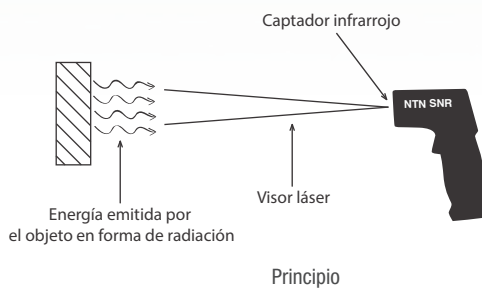 Captador infrarrojo
NTN SNR
Visor láser
Energía emitida por
el objeto en forma de radiación
Principio